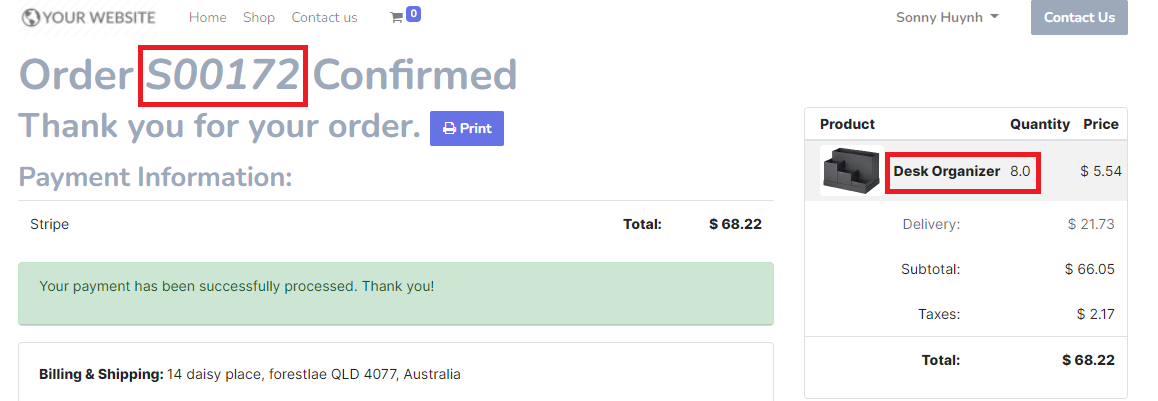 YOUR WEBSITE Home Shop Contact us 0 Sonny Huynh Contact Us
Order S00172 Confirmed
Thank you for your order. Print
Payment Information:
Stripe Total: $ 68.22
Your payment has been successfully processed. Thank you!
Billing & Shipping: 14 daisy place, forestlae QLD 4077, Australia
Product Quantity Price
Desk Organizer 8.0 $ 5.54
Delivery: $ 21.73
Subtotal: $ 66.05
Taxes: $ 2.17
Total: $ 68.22